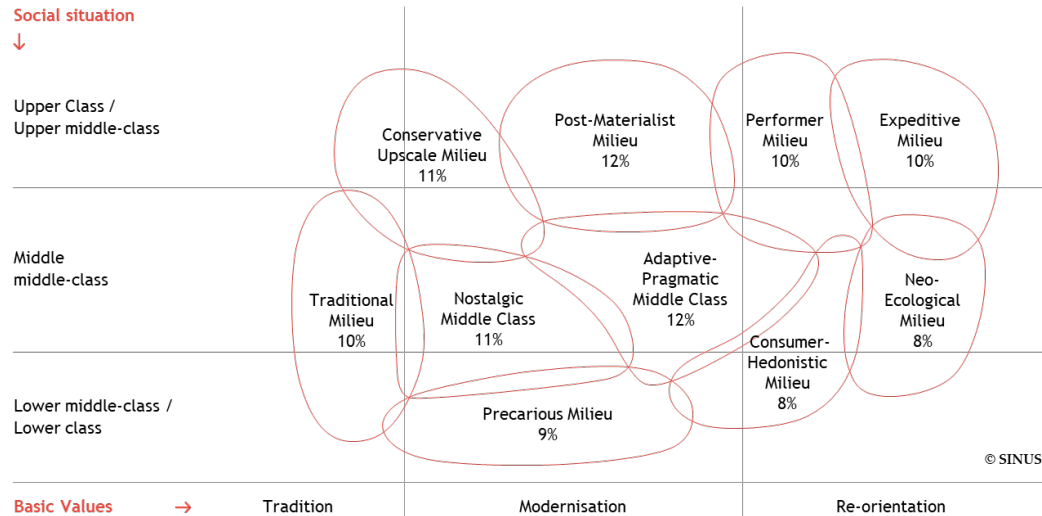 Social situation
↓
Upper Class /
Upper middle-class
Conservative
Upscale Milieu
11%
Post-Materialist
Milieu
12%
Performer
Milieu
10%
Expeditive
Milieu
10%
Middle
middle-class
Traditional
Milieu
10%
Nostalgic
Middle Class
11%
Adaptive-
Pragmatic
Middle Class
12%
Neo-
Ecological
Milieu
8%
Consumer-
Hedonistic
Milieu
8%
Lower middle-class /
Lower class
Precarious Milieu
9%
© SINUS
Basic Values → Tradition Modernisation Re-orientation